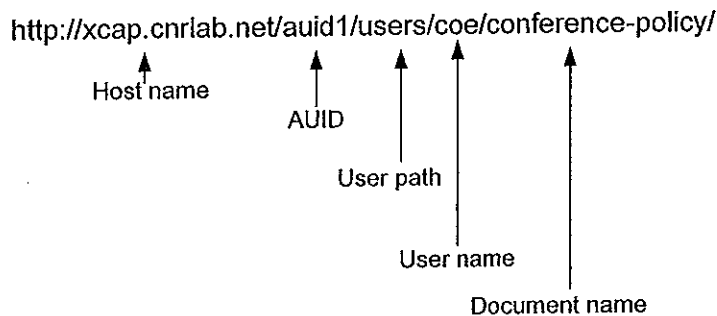 http://xcap.cnrlab.net/auid1/users/coe/conference-policy/
Host name
AUID
User path
User name
Document name